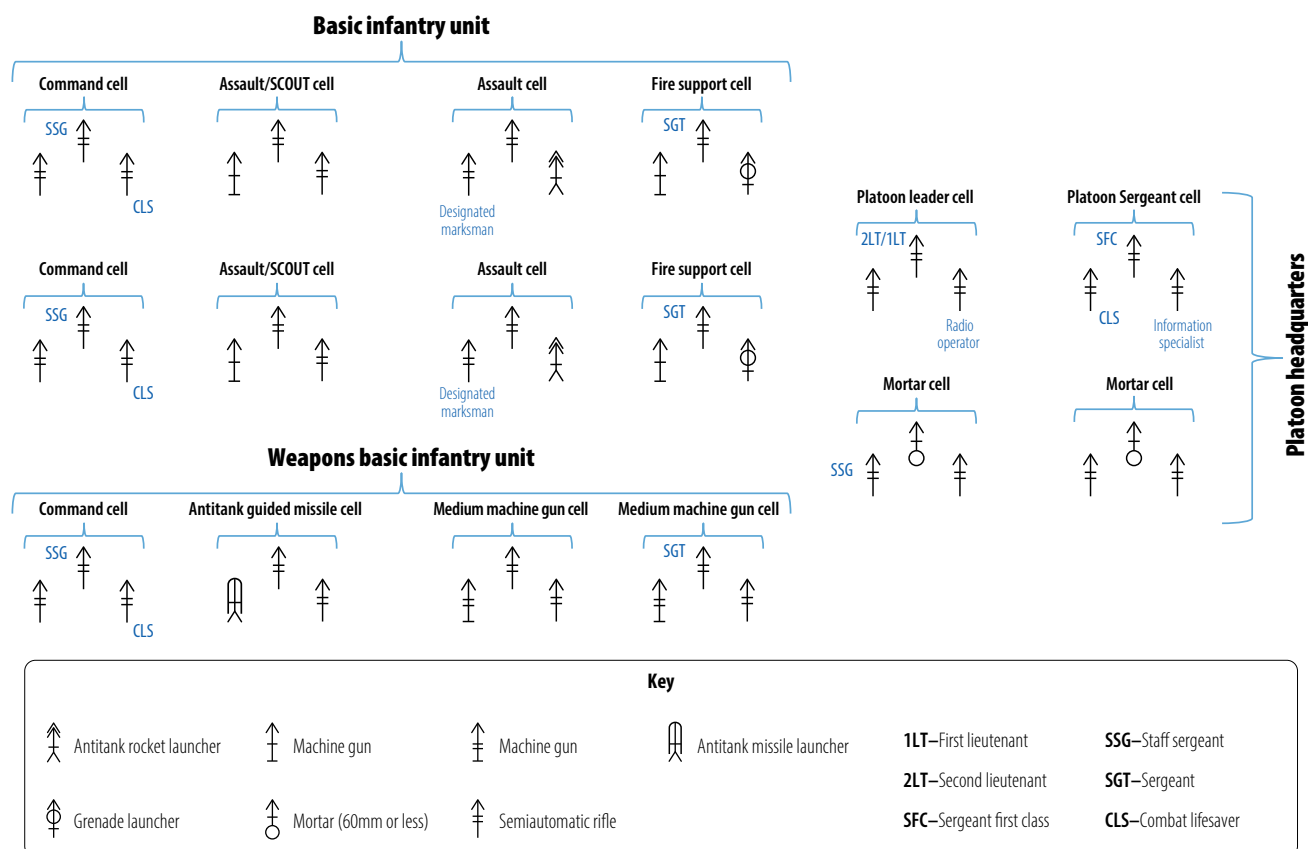 Basic infantry unit
Command cell
Assault/SCOUT cell
Assault cell
Fire support cell
SSG
SGT
CLS
Designated
marksman
Command cell
Assault/SCOUT cell
Assault cell
Fire support cell
SSG
SGT
CLS
Designated
marksman
Weapons basic infantry unit
Command cell
Antitank guided missile cell
Medium machine gun cell
Medium machine gun cell
SSG
SGT
CLS
Platoon leader cell
Platoon Sergeant cell
2LT/1LT
SFC
Radio
operator
CLS
Information
specialist
Mortar cell
Mortar cell
SSG
Platoon headquarters
Key
Antitank rocket launcher
Machine gun
Machine gun
Antitank missile launcher
Grenade launcher
Mortar (60mm or less)
Semiautomatic rifle
1LT–First lieutenant
2LT–Second lieutenant
SFC–Sergeant first class
SSG–Staff sergeant
SGT–Sergeant
CLS–Combat lifesaver